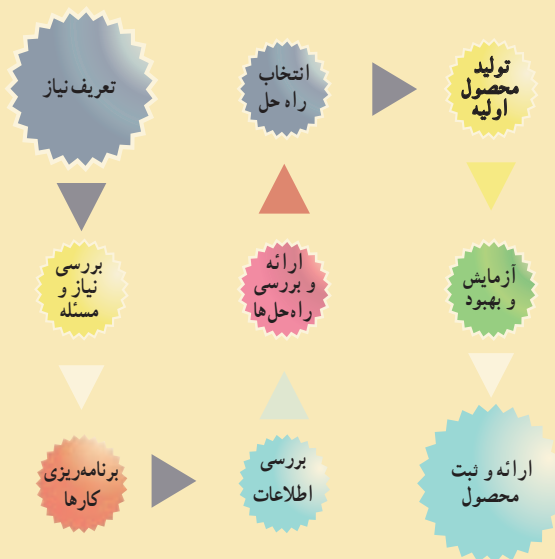 تعریف نیاز
بررسی
نیاز و
مسئله
برنامه‌ریزی
کارها
بررسی
اطلاعات
ارائه
و بررسی
راه‌حل‌ها
انتخاب
راه حل
تولید
محصول
اولیه
آزمایش
و بهبود
ارائه و ثبت
محصول